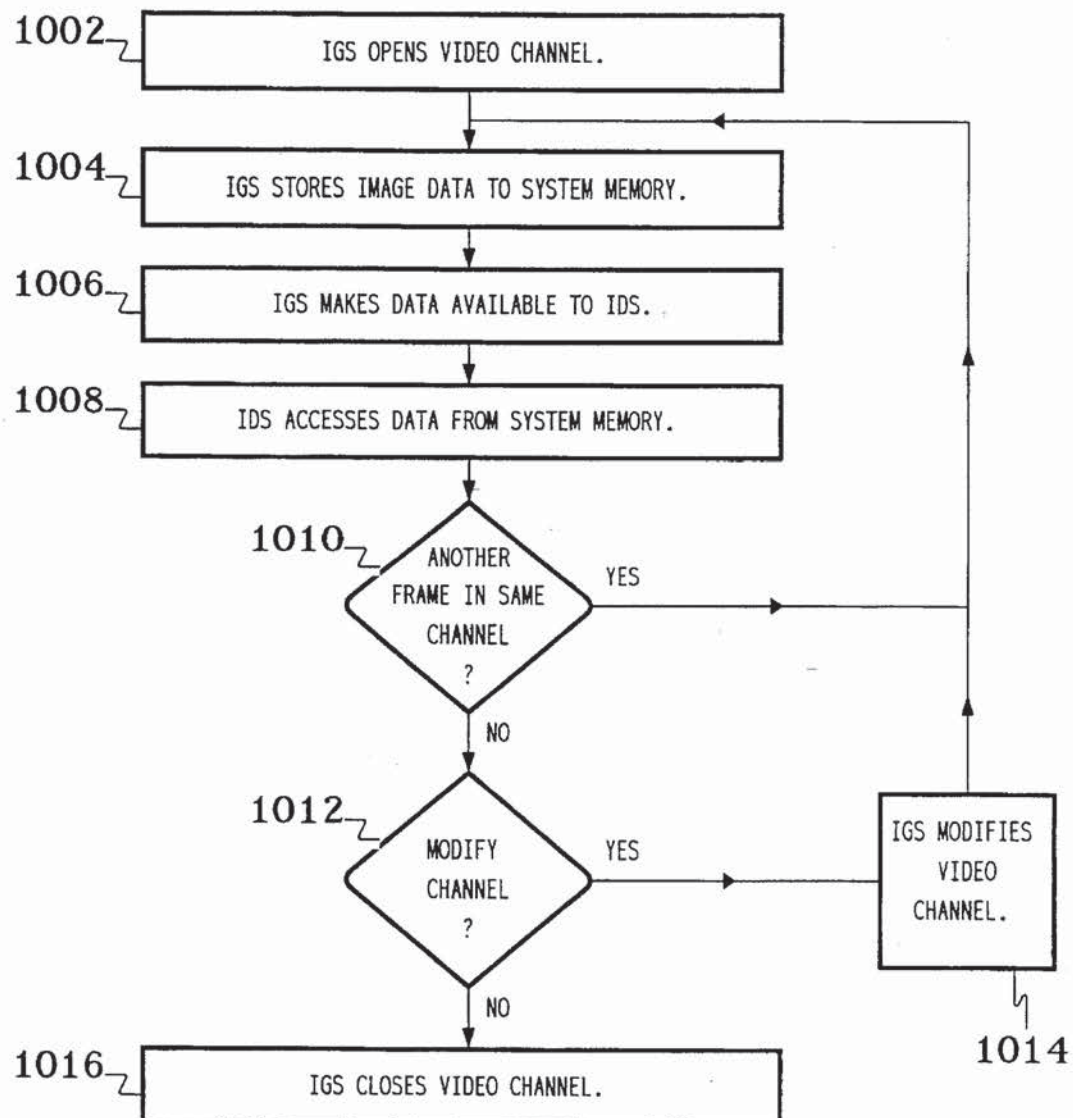 1002
IGS OPENS VIDEO CHANNEL.
1004
IGS STORES IMAGE DATA TO SYSTEM MEMORY.
1006
IGS MAKES DATA AVAILABLE TO IDS.
1008
IDS ACCESSES DATA FROM SYSTEM MEMORY.
1010
ANOTHER
FRAME IN SAME
CHANNEL
?
YES
NO
1012
MODIFY
CHANNEL
?
YES
IGS MODIFIES
VIDEO
CHANNEL.
1014
NO
1016
IGS CLOSES VIDEO CHANNEL.